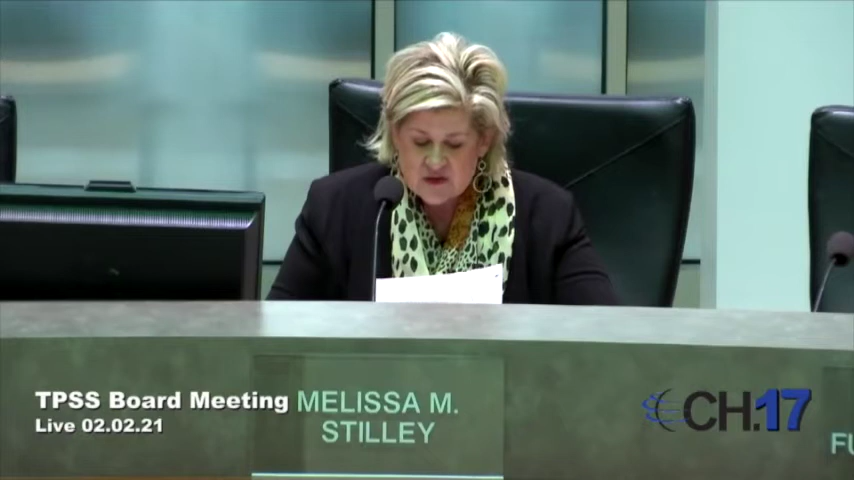 TPSS Board Meeting
Live 02.02.21
MELISSA M.
STILLEY
CH.17
FU